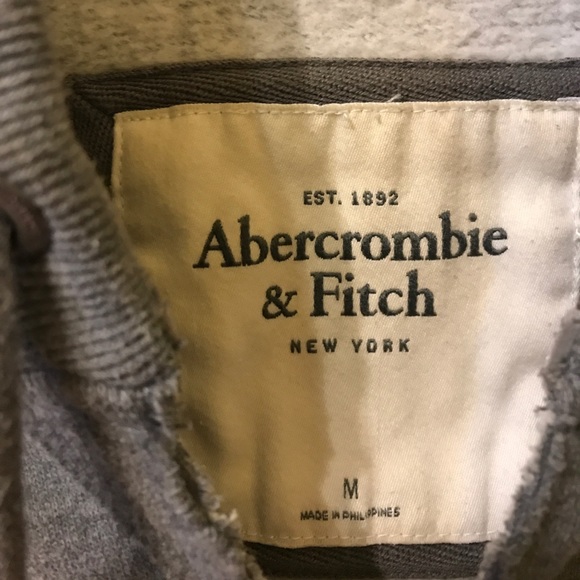 EST. 1892
Abercrombie
& Fitch
NEW YORK
M
MADE IN PHILIPPINES